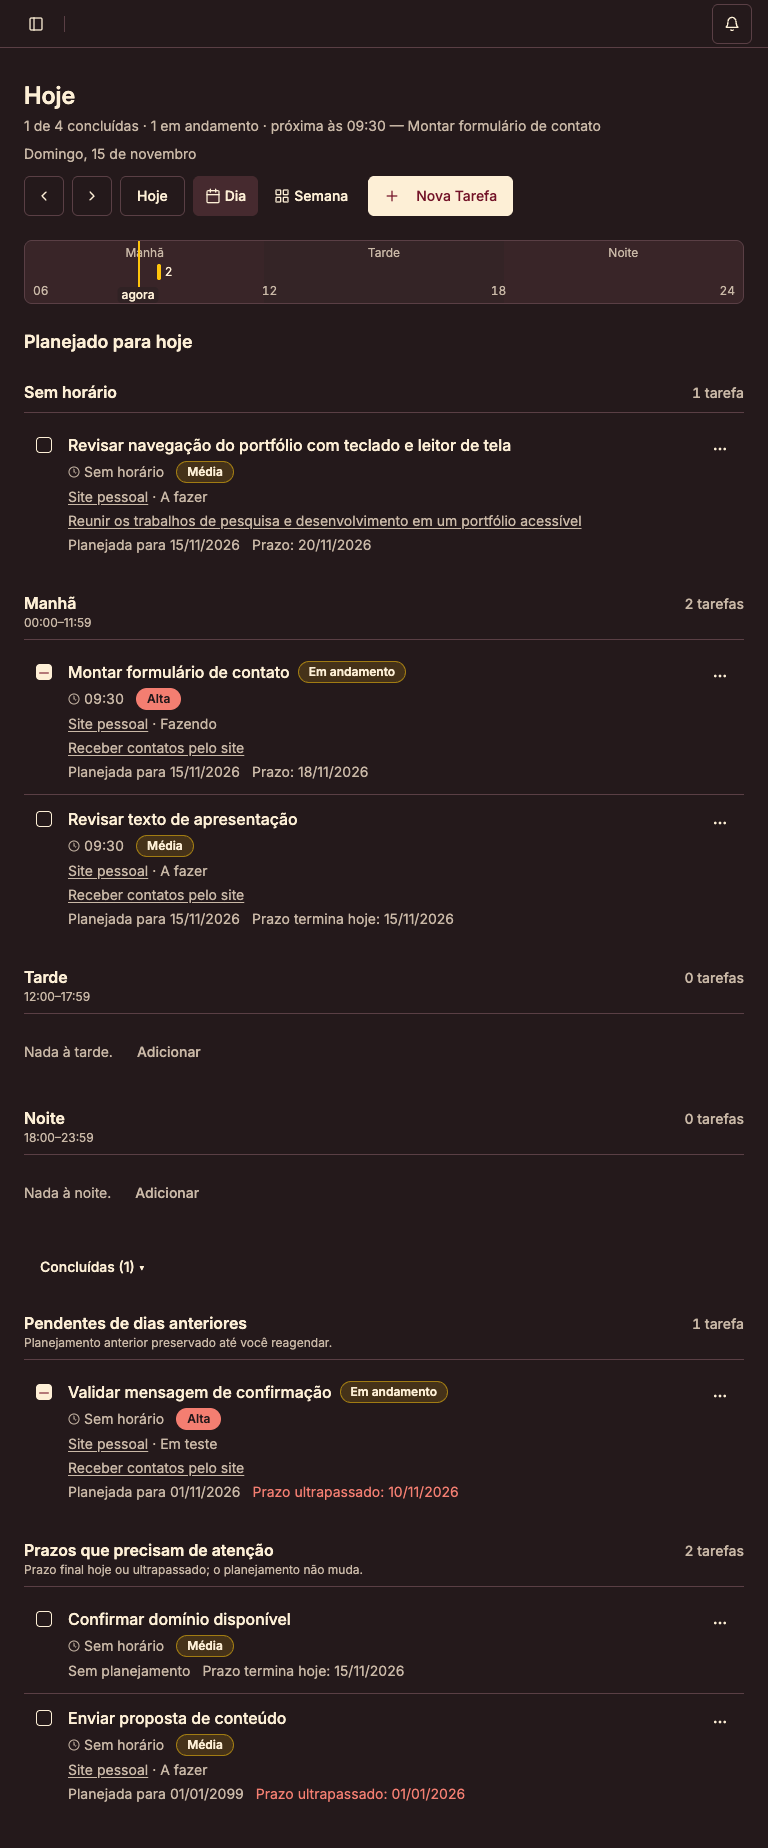 Hoje
1 de 4 concluídas · 1 em andamento · próxima às 09:30 — Montar formulário de contato
Domingo, 15 de novembro
Hoje
Dia
Semana
Nova Tarefa
Manhã
Tarde
Noite
2
06
agora
12
18
24
Planejado para hoje
Sem horário
1 tarefa
Revisar navegação do portfólio com teclado e leitor de tela
Sem horário Média
Site pessoal · A fazer
Reunir os trabalhos de pesquisa e desenvolvimento em um portfólio acessível
Planejada para 15/11/2026 Prazo: 20/11/2026
Manhã
2 tarefas
00:00–11:59
Montar formulário de contato Em andamento
09:30 Alta
Site pessoal · Fazendo
Receber contatos pelo site
Planejada para 15/11/2026 Prazo: 18/11/2026
Revisar texto de apresentação
09:30 Média
Site pessoal · A fazer
Receber contatos pelo site
Planejada para 15/11/2026 Prazo termina hoje: 15/11/2026
Tarde
0 tarefas
12:00–17:59
Nada à tarde. Adicionar
Noite
0 tarefas
18:00–23:59
Nada à noite. Adicionar
Concluídas (1) ▾
Pendentes de dias anteriores
1 tarefa
Planejamento anterior preservado até você reagendar.
Validar mensagem de confirmação Em andamento
Sem horário Alta
Site pessoal · Em teste
Receber contatos pelo site
Planejada para 01/11/2026 Prazo ultrapassado: 10/11/2026
Prazos que precisam de atenção
2 tarefas
Prazo final hoje ou ultrapassado; o planejamento não muda.
Confirmar domínio disponível
Sem horário Média
Sem planejamento Prazo termina hoje: 15/11/2026
Enviar proposta de conteúdo
Sem horário Média
Site pessoal · A fazer
Planejada para 01/01/2099 Prazo ultrapassado: 01/01/2026